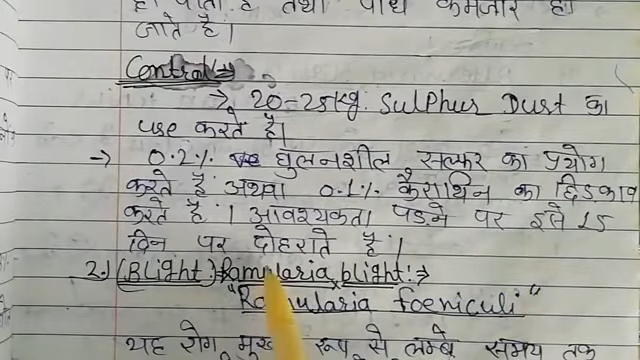 जाते है।
Control ⇒
→ 20-25 kg. Sulphur Dust का
use करते है।
→ 0.2% घुलनशील सल्फर का प्रयोग
करते है अथवा 0.1% कैराथिन का छिडकाव
करते है। आवश्यकता पड़ने पर इसे 15
दिन पर दोहराते है।
2.) (Blight) Ramularia blight:→
"Ramularia foeniculi"
यह रोग मुख्य रूप से लम्बे समय तक